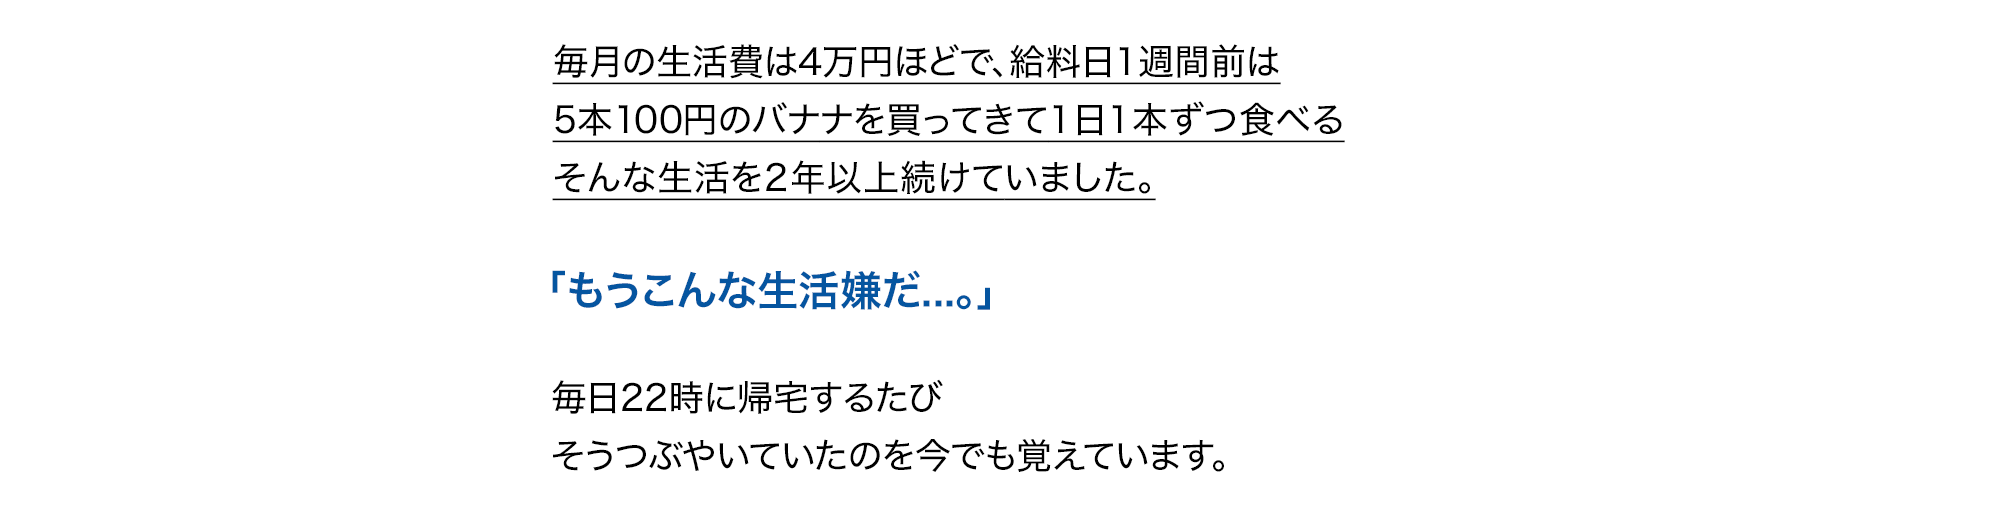 毎月の生活費は4万円ほどで、給料日1週間前は
5本100円のバナナを買ってきて1日1本ずつ食べる
そんな生活を2年以上続けていました。
「もうこんな生活嫌だ...。」
毎日22時に帰宅するたび
そうつぶやいていたのを今でも覚えています。